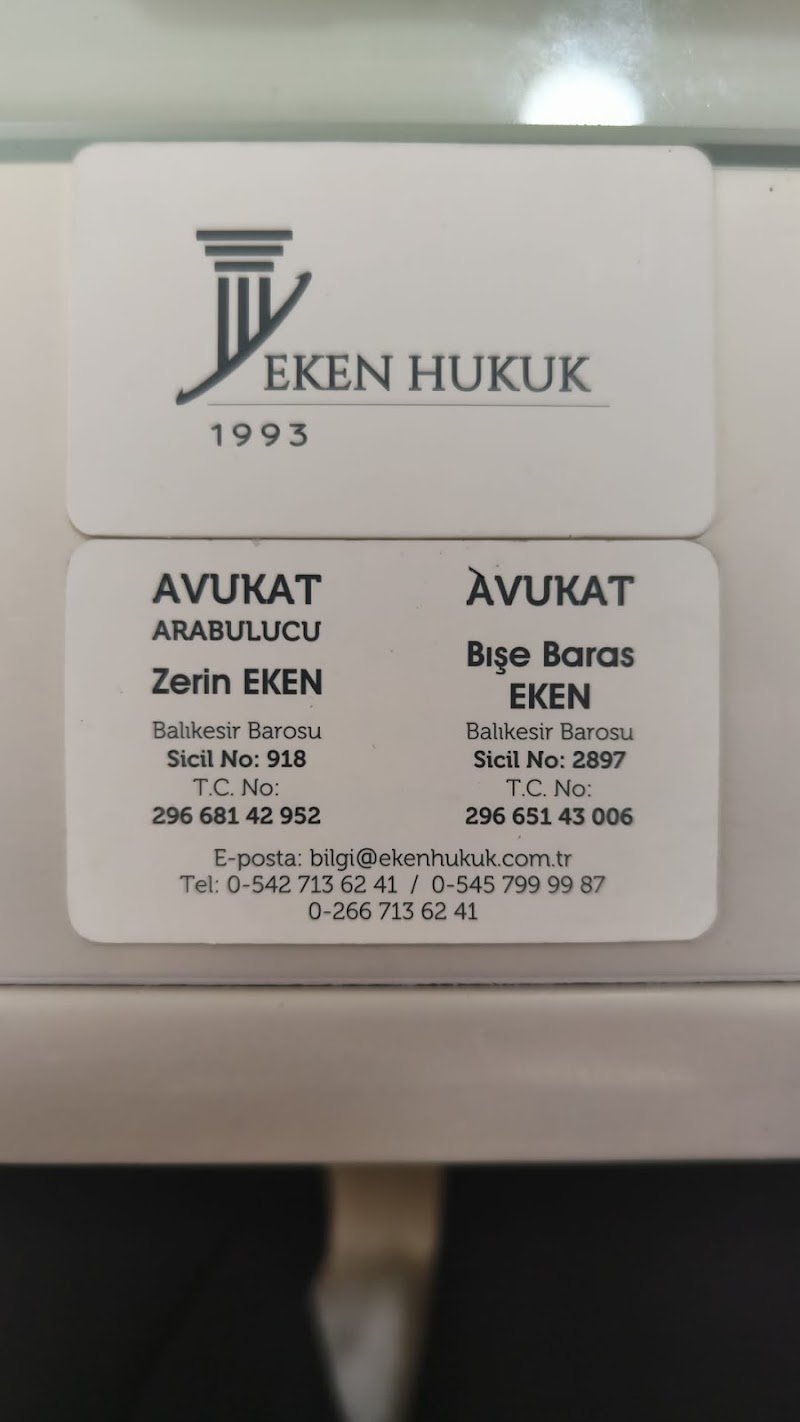 EKEN HUKUK
1993
AVUKAT
ARABULUCU
Zerin EKEN
Balıkesir Barosu
Sicil No: 918
T.C. No:
296 681 42 952
AVUKAT
Bışe Baras
EKEN
Balıkesir Barosu
Sicil No: 2897
T.C. No:
296 651 43 006
E-posta: bilgi@ekenhukuk.com.tr
Tel: 0-542 713 62 41 / 0-545 799 99 87
0-266 713 62 41